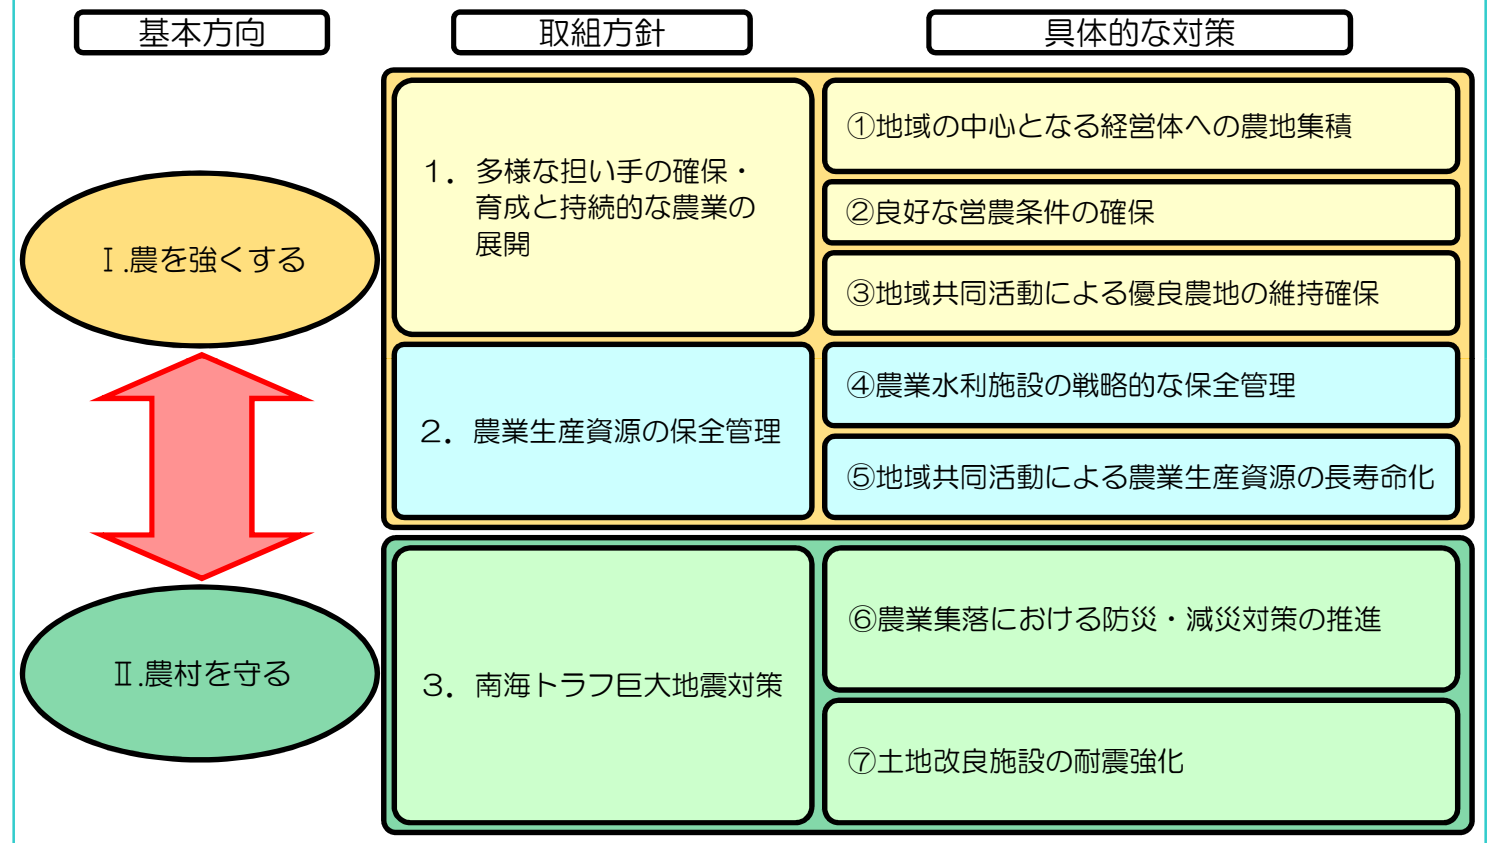 基本方向
取組方針
具体的な対策
Ⅰ.農を強くする
１．多様な担い手の確保・
育成と持続的な農業の
展開
①地域の中心となる経営体への農地集積
②良好な営農条件の確保
③地域共同活動による優良農地の維持確保
２．農業生産資源の保全管理
④農業水利施設の戦略的な保全管理
⑤地域共同活動による農業生産資源の長寿命化
Ⅱ.農村を守る
３．南海トラフ巨大地震対策
⑥農業集落における防災・減災対策の推進
⑦土地改良施設の耐震強化